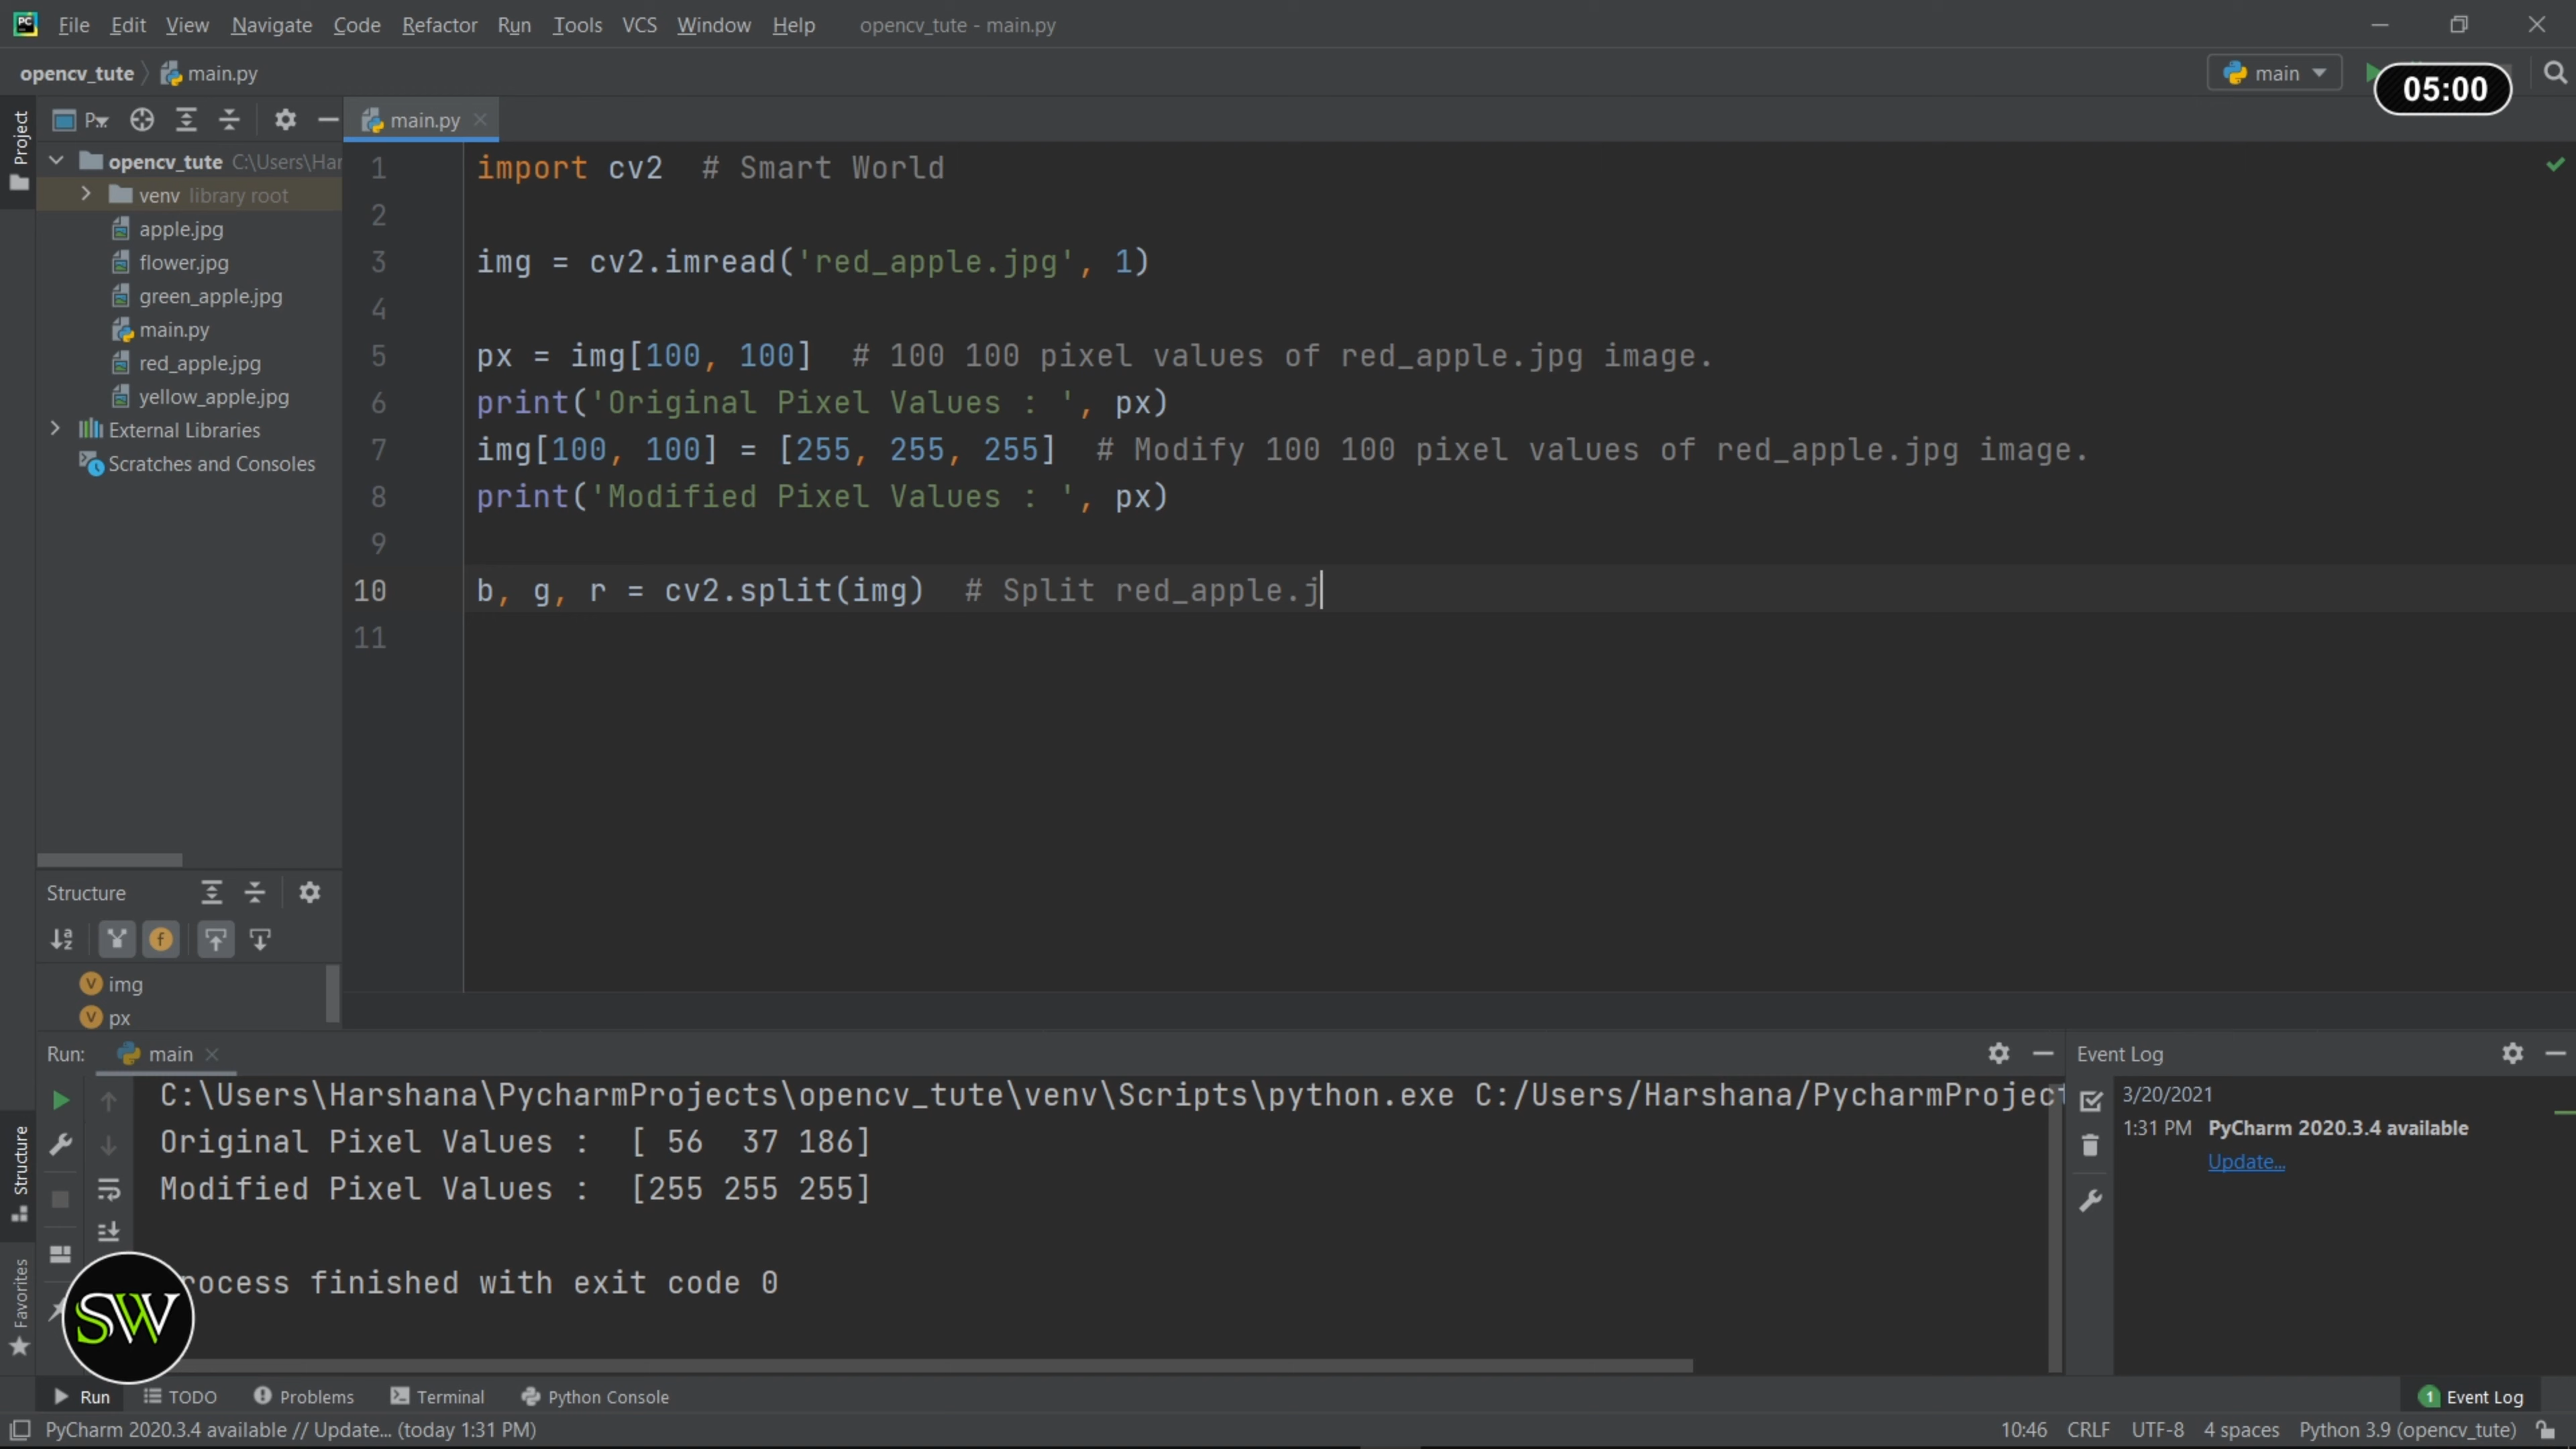 File Edit View Navigate Code Refactor Run Tools VCS Window Help opencv_tute - main.py
opencv_tute main.py main
05:00
Project P... main.py
opencv_tute C:\Users\Har
venv library root
apple.jpg
flower.jpg
green_apple.jpg
main.py
red_apple.jpg
yellow_apple.jpg
External Libraries
Scratches and Consoles
1 import cv2 # Smart World
2
3 img = cv2.imread('red_apple.jpg', 1)
4
5 px = img[100, 100] # 100 100 pixel values of red_apple.jpg image.
6 print('Original Pixel Values : ', px)
7 img[100, 100] = [255, 255, 255] # Modify 100 100 pixel values of red_apple.jpg image.
8 print('Modified Pixel Values : ', px)
9
10 b, g, r = cv2.split(img) # Split red_apple.j
11
Structure
img
px
Run: main
C:\Users\Harshana\PycharmProjects\opencv_tute\venv\Scripts\python.exe C:/Users/Harshana/PycharmProject
Original Pixel Values : [ 56 37 186]
Modified Pixel Values : [255 255 255]
rocess finished with exit code 0
Event Log
3/20/2021
1:31 PM PyCharm 2020.3.4 available
Update...
Structure
Favorites
SW
Run TODO Problems Terminal Python Console 1 Event Log
PyCharm 2020.3.4 available // Update... (today 1:31 PM) 10:46 CRLF UTF-8 4 spaces Python 3.9 (opencv_tute)